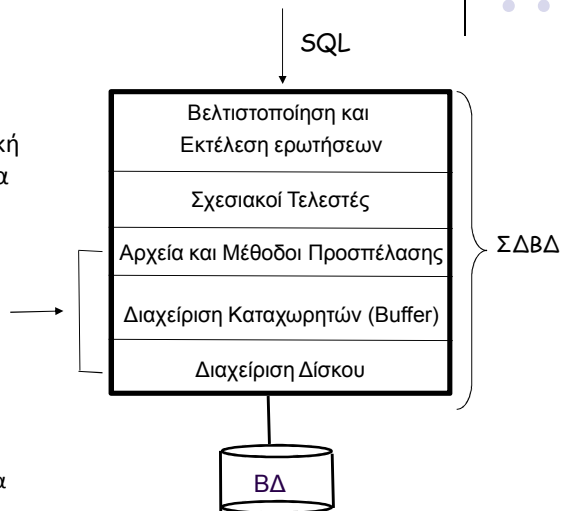 SQL
Βελτιστοποίηση και
Εκτέλεση ερωτήσεων
Σχεσιακοί Τελεστές
Αρχεία και Μέθοδοι Προσπέλασης
Διαχείριση Καταχωρητών (Buffer)
Διαχείριση Δίσκου
ΣΔΒΔ
ΒΔ